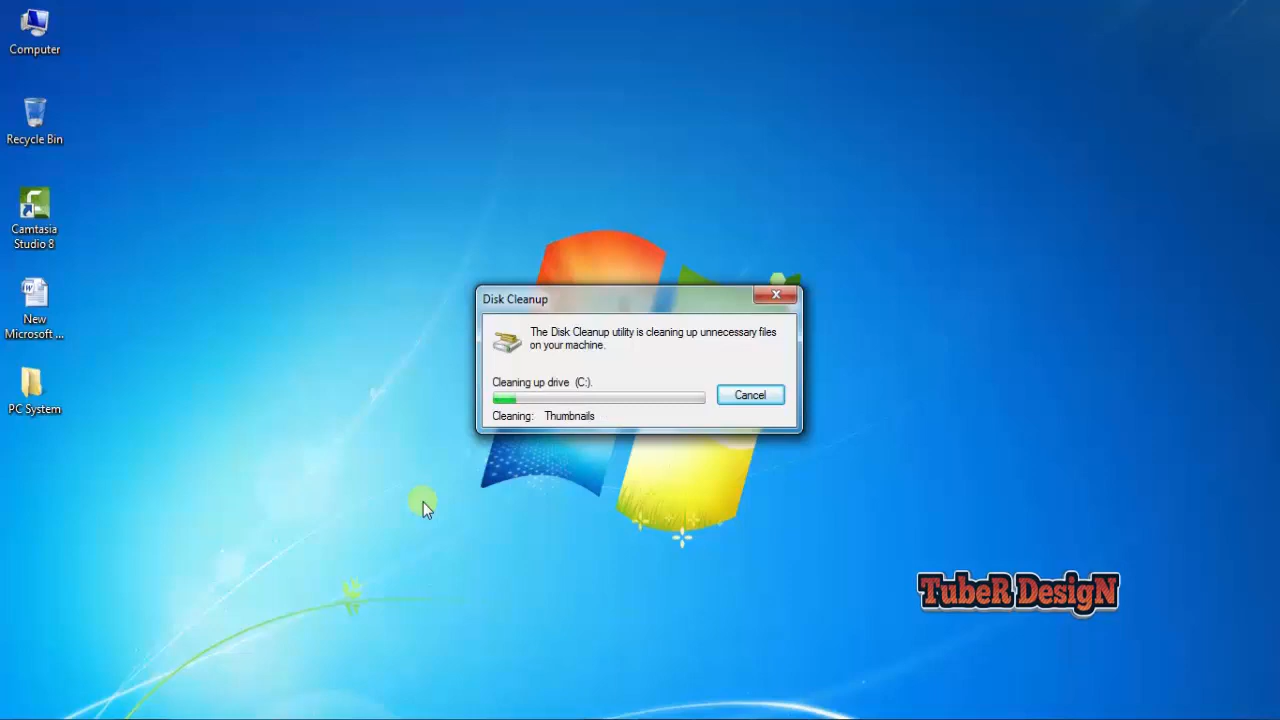 Computer
Recycle Bin
Camtasia
Studio 8
New
Microsoft ...
PC System
Disk Cleanup
The Disk Cleanup utility is cleaning up unnecessary files
on your machine.
Cleaning up drive (C:).
Cancel
Cleaning: Thumbnails
TubeR DesigN